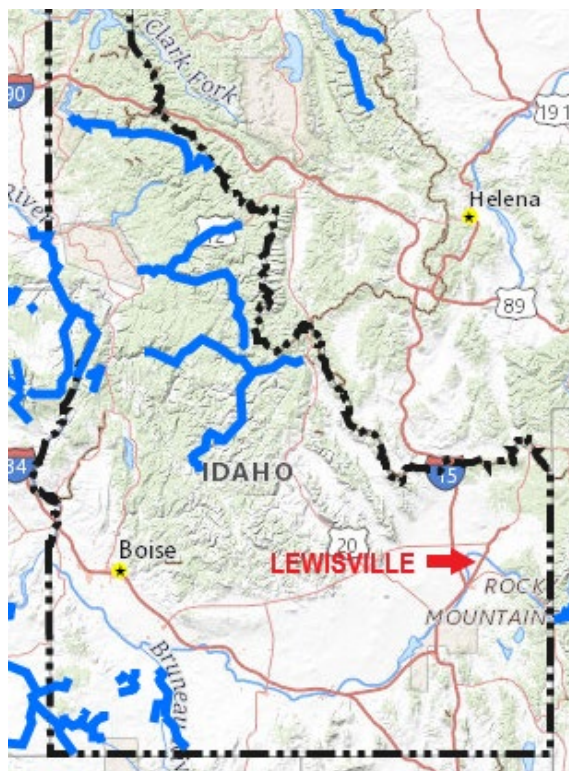 Clark Fork
90
191
Helena
12
River
89
IDAHO
84
15
20
Boise
LEWISVILLE
ROCKY
MOUNTAIN
Bruneau